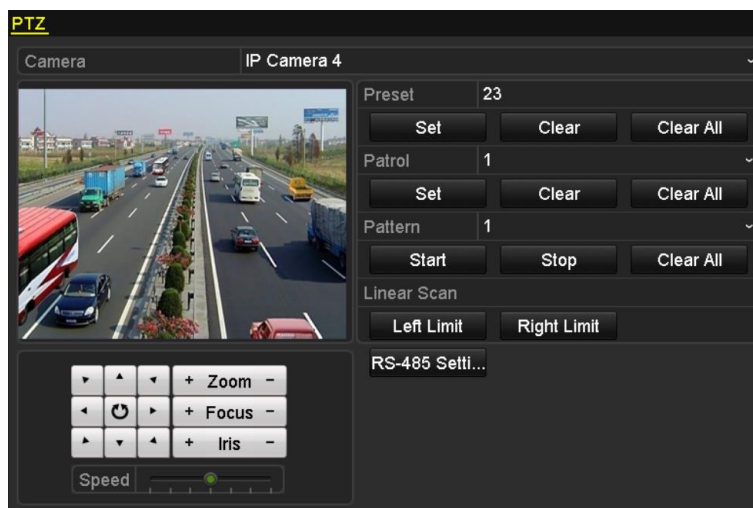 PTZ
Camera IP Camera 4
Preset 23
Set Clear Clear All
Patrol 1
Set Clear Clear All
Pattern 1
Start Stop Clear All
Linear Scan
Left Limit Right Limit
RS-485 Setti...
+ Zoom -
+ Focus -
+ Iris -
Speed